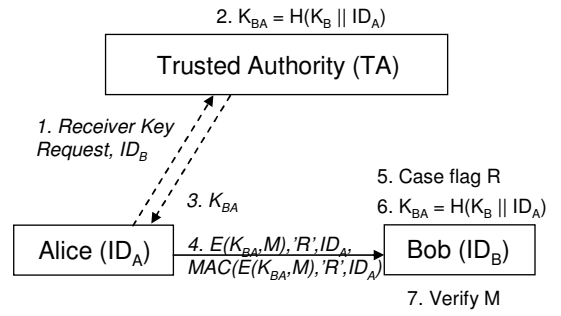 2. K_BA = H(K_B || ID_A)
Trusted Authority (TA)
1. Receiver Key
Request, ID_B
3. K_BA
5. Case flag R
6. K_BA = H(K_B || ID_A)
Alice (ID_A)
4. E(K_BA,M),'R',ID_A,
MAC(E(K_BA,M),'R',ID_A)
Bob (ID_B)
7. Verify M